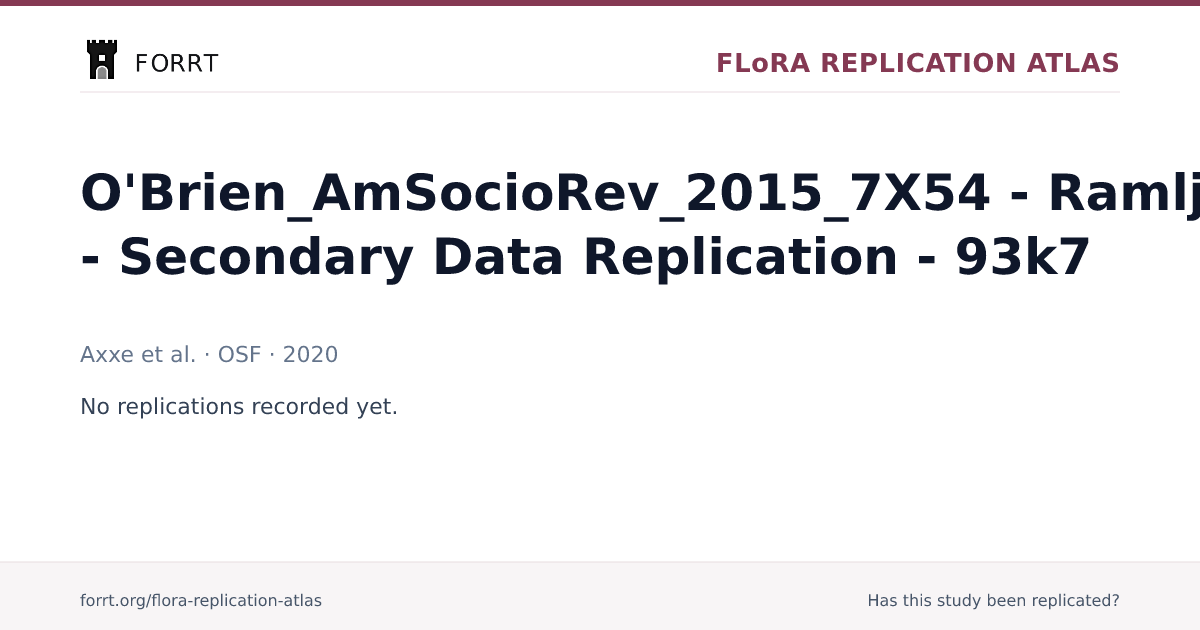 FORRT
FLoRA REPLICATION ATLAS
O'Brien_AmSocioRev_2015_7X54 - Ramlj
- Secondary Data Replication - 93k7
Axxe et al. · OSF · 2020
No replications recorded yet.
forrt.org/flora-replication-atlas
Has this study been replicated?